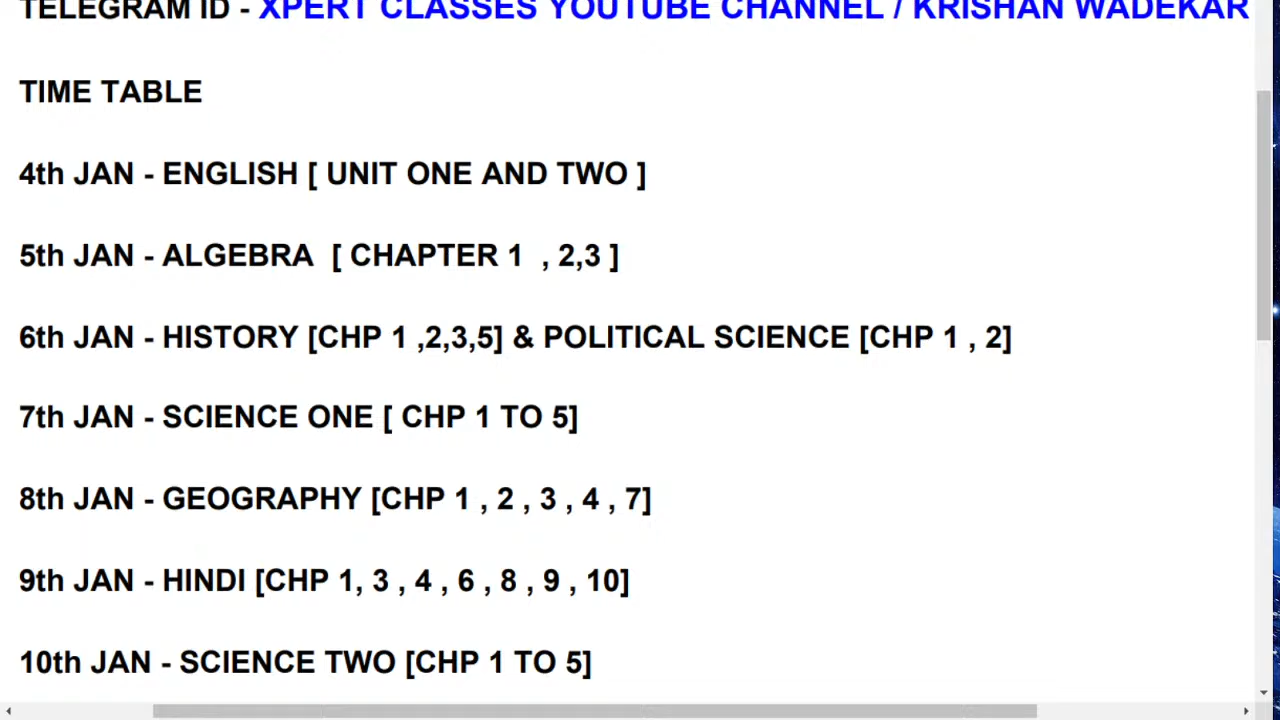 TELEGRAM ID - XPERT CLASSES YOUTUBE CHANNEL / KRISHAN WADEKAR
TIME TABLE
4th JAN - ENGLISH [ UNIT ONE AND TWO ]
5th JAN - ALGEBRA  [ CHAPTER 1  , 2,3 ]
6th JAN - HISTORY [CHP 1 ,2,3,5] & POLITICAL SCIENCE [CHP 1 , 2]
7th JAN - SCIENCE ONE [ CHP 1 TO 5]
8th JAN - GEOGRAPHY [CHP 1 , 2 , 3 , 4 , 7]
9th JAN - HINDI [CHP 1, 3 , 4 , 6 , 8 , 9 , 10]
10th JAN - SCIENCE TWO [CHP 1 TO 5]